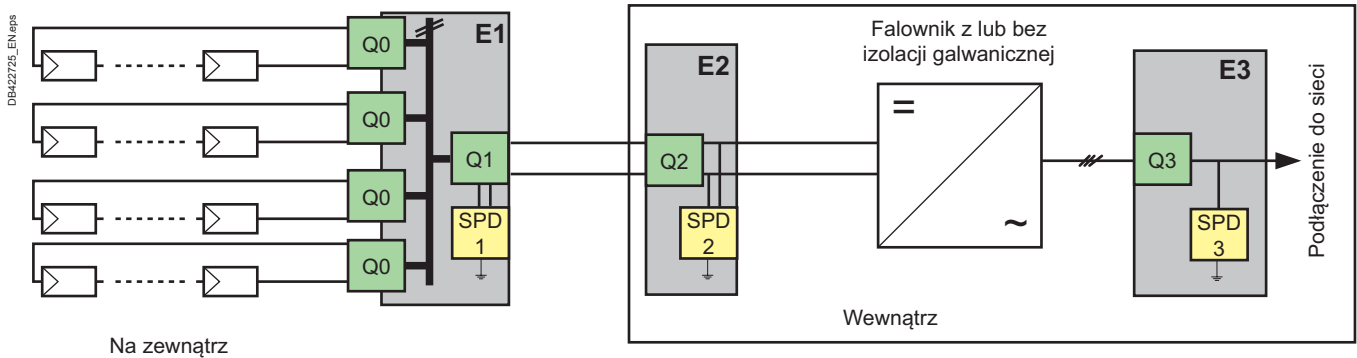 DB422725_EN.eps
Q0
Q0
Q0
Q0
E1
Q1
SPD
1
Na zewnątrz
E2
Q2
SPD
2
Falownik z lub bez
izolacji galwanicznej
=
~
E3
Q3
SPD
3
Wewnątrz
Podłączenie do sieci